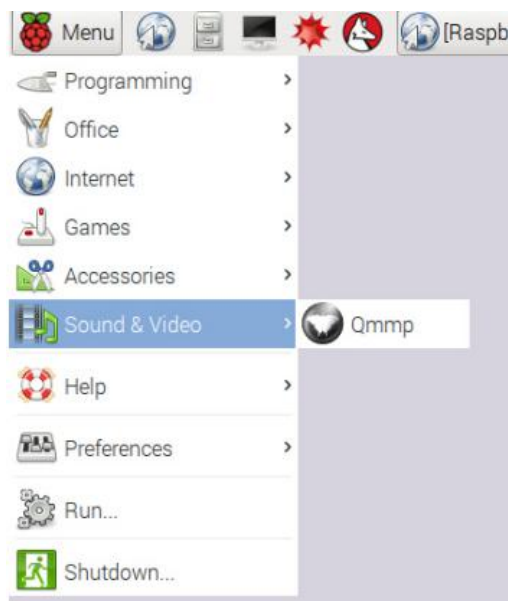 Menu [Raspb
Programming
Office
Internet
Games
Accessories
Sound & Video Qmmp
Help
Preferences
Run...
Shutdown...